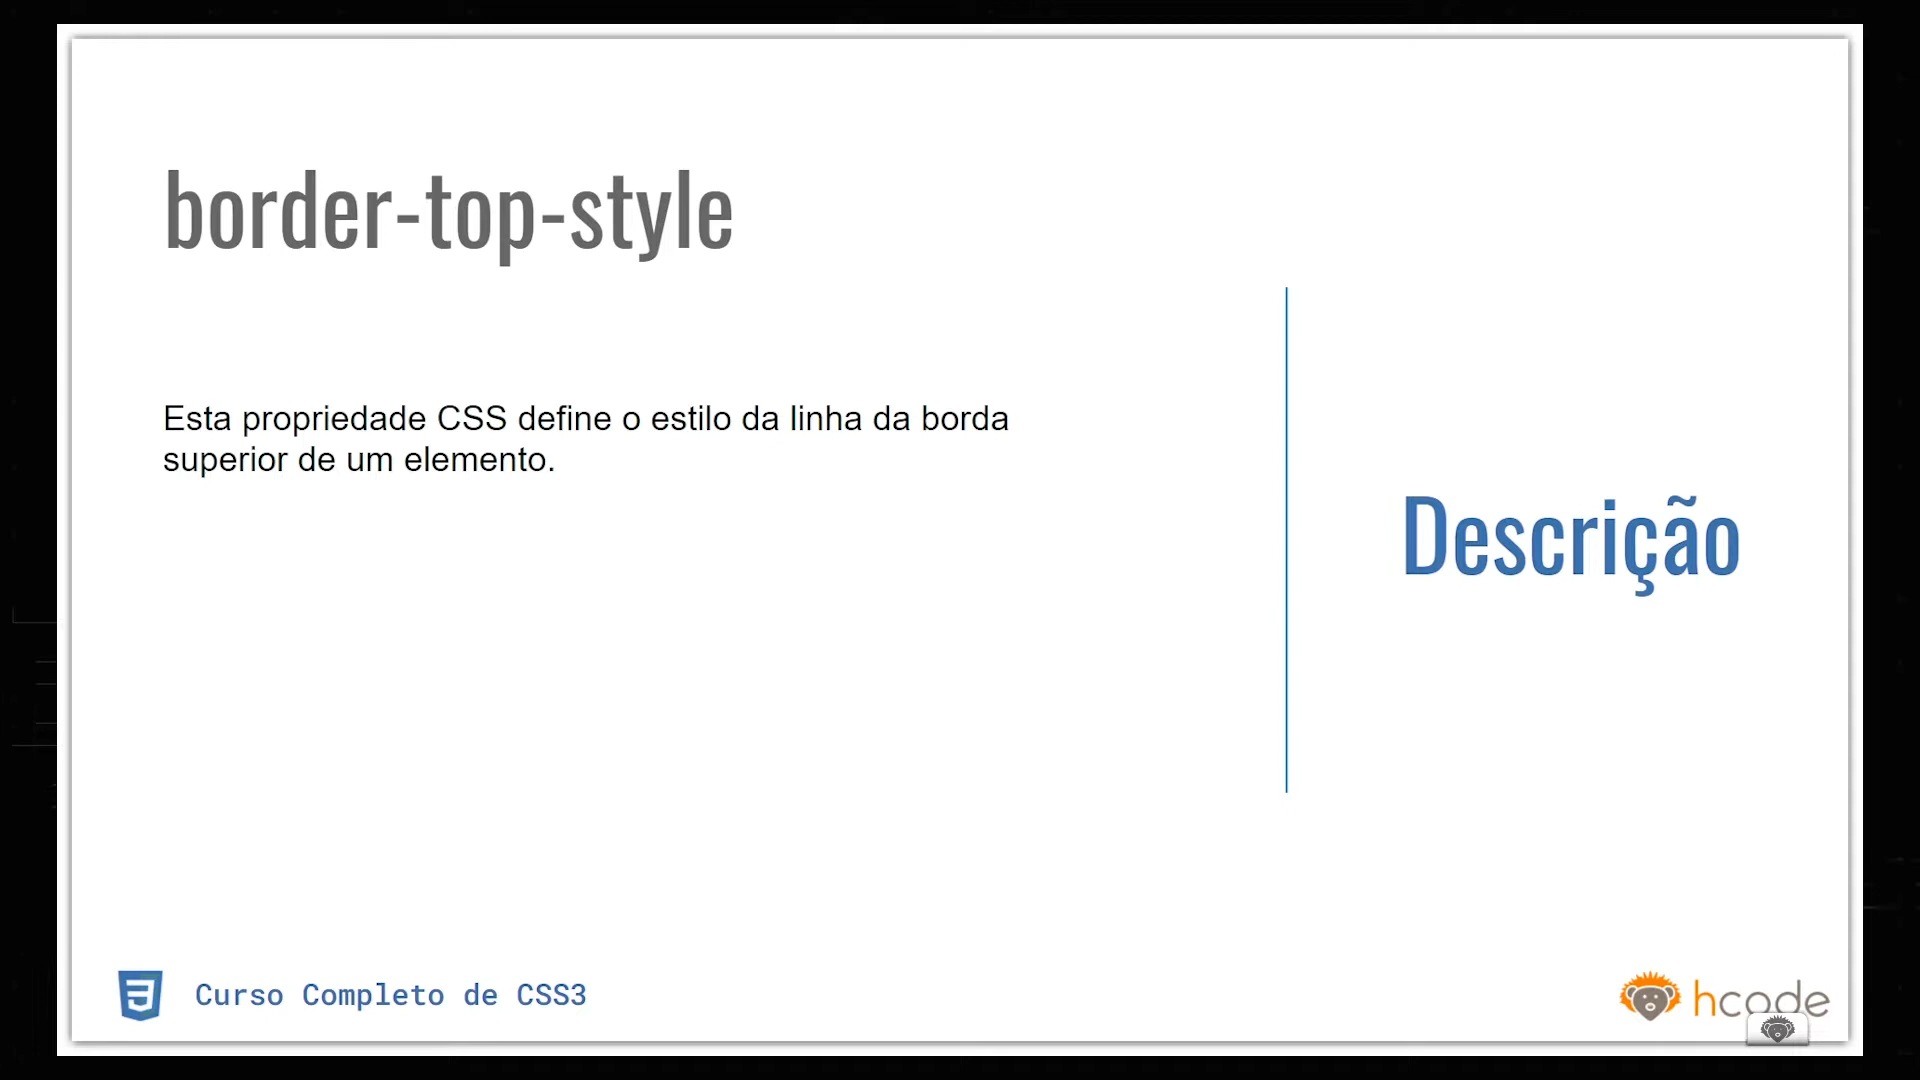 border-top-style
Esta propriedade CSS define o estilo da linha da borda
superior de um elemento.
Descrição
Curso Completo de CSS3
hcode